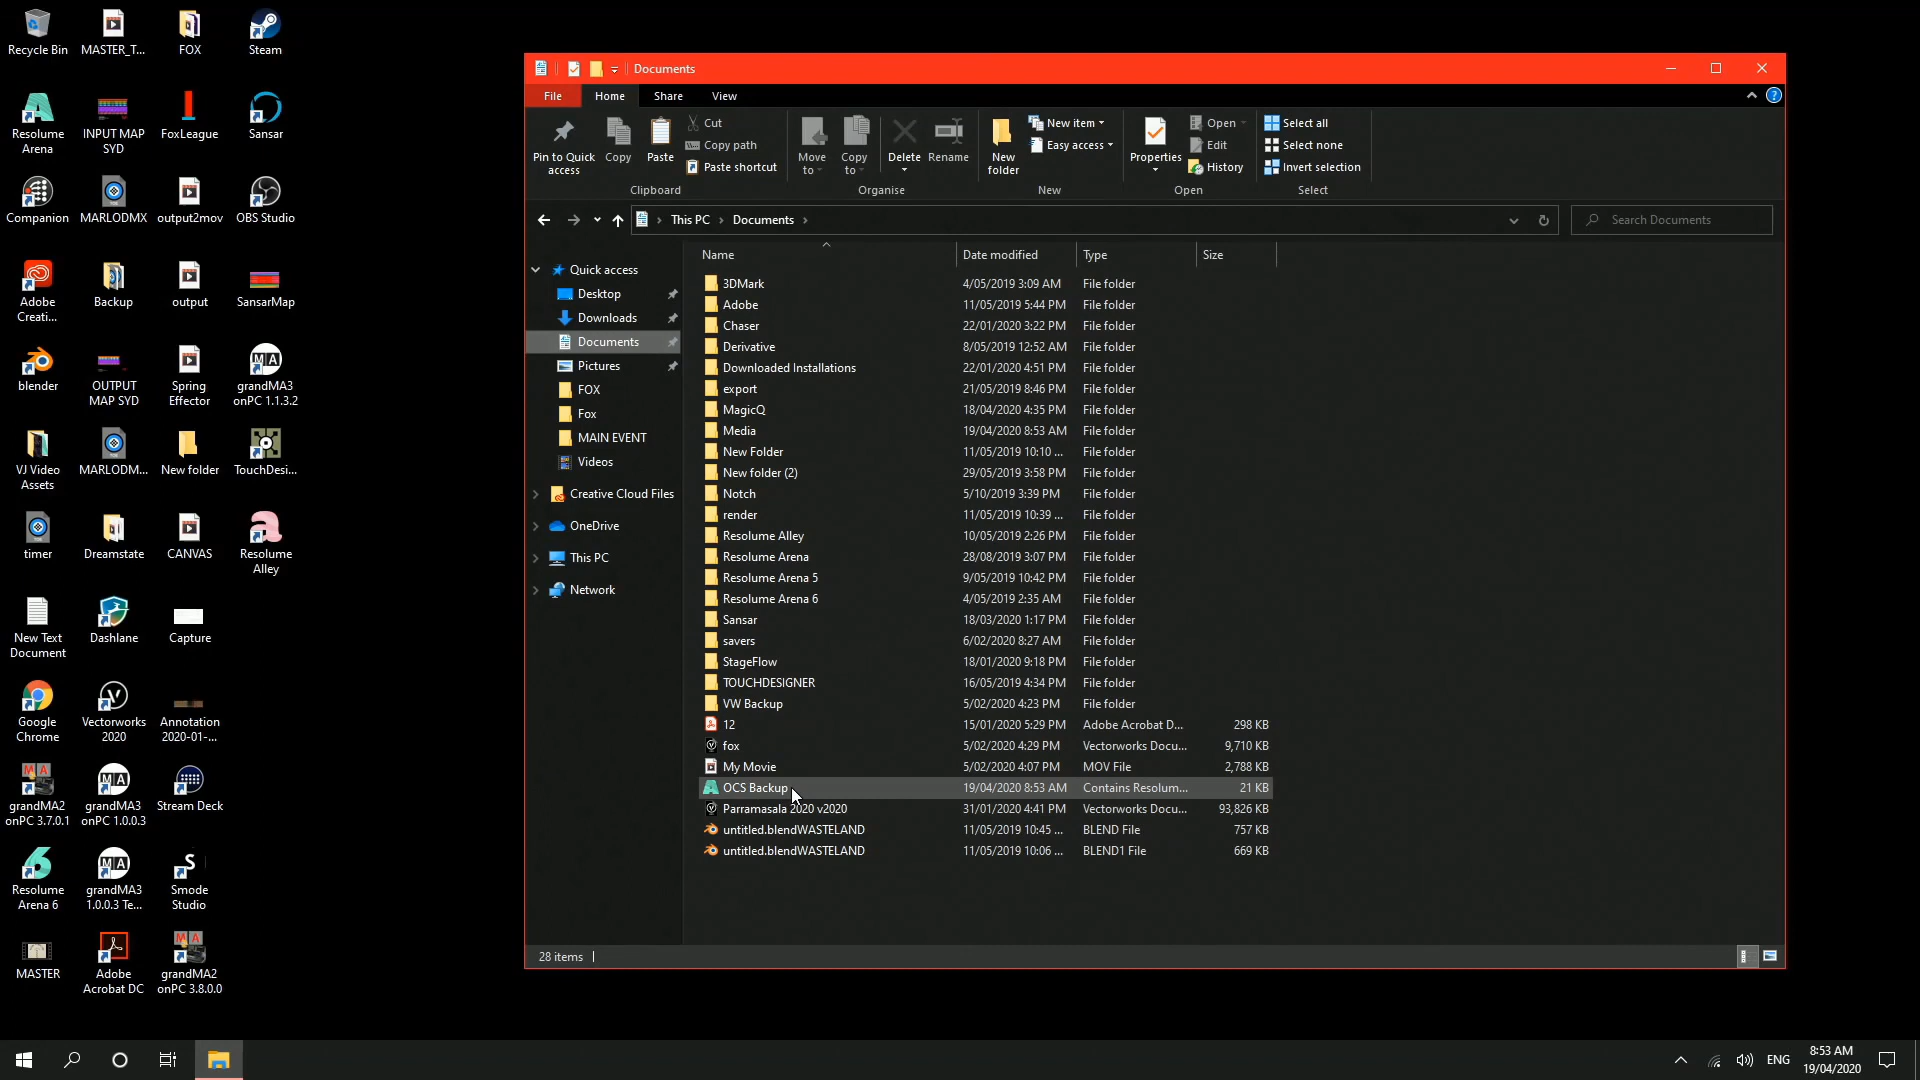 Recycle Bin
MASTER_T...
FOX
Steam
Resolume
Arena
INPUT MAP
SYD
FoxLeague
Sansar
Companion
MARLODMX
output2mov
OBS Studio
Adobe
Creati...
Backup
output
SansarMap
blender
OUTPUT
MAP SYD
Spring
Effector
grandMA3
onPC 1.1.3.2
VJ Video
Assets
MARLODM...
New folder
TouchDesi...
timer
Dreamstate
CANVAS
Resolume
Alley
New Text
Document
Dashlane
Capture
Google
Chrome
Vectorworks
2020
Annotation
2020-01-...
grandMA2
onPC 3.7.0.1
grandMA3
onPC 1.0.0.3
Stream Deck
Resolume
Arena 6
grandMA3
1.0.0.3 Te...
Smode
Studio
MASTER
Adobe
Acrobat DC
grandMA2
onPC 3.8.0.0
Documents
File Home Share View
Pin to Quick
access
Copy
Paste
Cut
Copy path
Paste shortcut
Clipboard
Move
to
Copy
to
Delete
Rename
Organise
New
folder
New item
Easy access
New
Properties
Open
Edit
History
Open
Select all
Select none
Invert selection
Select
This PC > Documents >
Search Documents
Quick access
Desktop
Downloads
Documents
Pictures
FOX
Fox
MAIN EVENT
Videos
Creative Cloud Files
OneDrive
This PC
Network
Name Date modified Type Size
3DMark 4/05/2019 3:09 AM File folder
Adobe 11/05/2019 5:44 PM File folder
Chaser 22/01/2020 3:22 PM File folder
Derivative 8/05/2019 12:52 AM File folder
Downloaded Installations 22/01/2020 4:51 PM File folder
export 21/05/2019 8:46 PM File folder
MagicQ 18/04/2020 4:35 PM File folder
Media 19/04/2020 8:53 AM File folder
New Folder 11/05/2019 10:10 ... File folder
New folder (2) 29/05/2019 3:58 PM File folder
Notch 5/10/2019 3:39 PM File folder
render 11/05/2019 10:39 ... File folder
Resolume Alley 10/05/2019 2:26 PM File folder
Resolume Arena 28/08/2019 3:07 PM File folder
Resolume Arena 5 9/05/2019 10:42 PM File folder
Resolume Arena 6 4/05/2019 2:35 AM File folder
Sansar 18/03/2020 1:17 PM File folder
savers 6/02/2020 8:27 AM File folder
StageFlow 18/01/2020 9:18 PM File folder
TOUCHDESIGNER 16/05/2019 4:34 PM File folder
VW Backup 5/02/2020 4:23 PM File folder
12 15/01/2020 5:29 PM Adobe Acrobat D... 298 KB
fox 5/02/2020 4:29 PM Vectorworks Docu... 9,710 KB
My Movie 5/02/2020 4:07 PM MOV File 2,788 KB
OCS Backup 19/04/2020 8:53 AM Contains Resolum... 21 KB
Parramasala 2020 v2020 31/01/2020 4:41 PM Vectorworks Docu... 93,826 KB
untitled.blendWASTELAND 11/05/2019 10:45 ... BLEND File 757 KB
untitled.blendWASTELAND 11/05/2019 10:06 ... BLEND1 File 669 KB
28 items
ENG
8:53 AM
19/04/2020